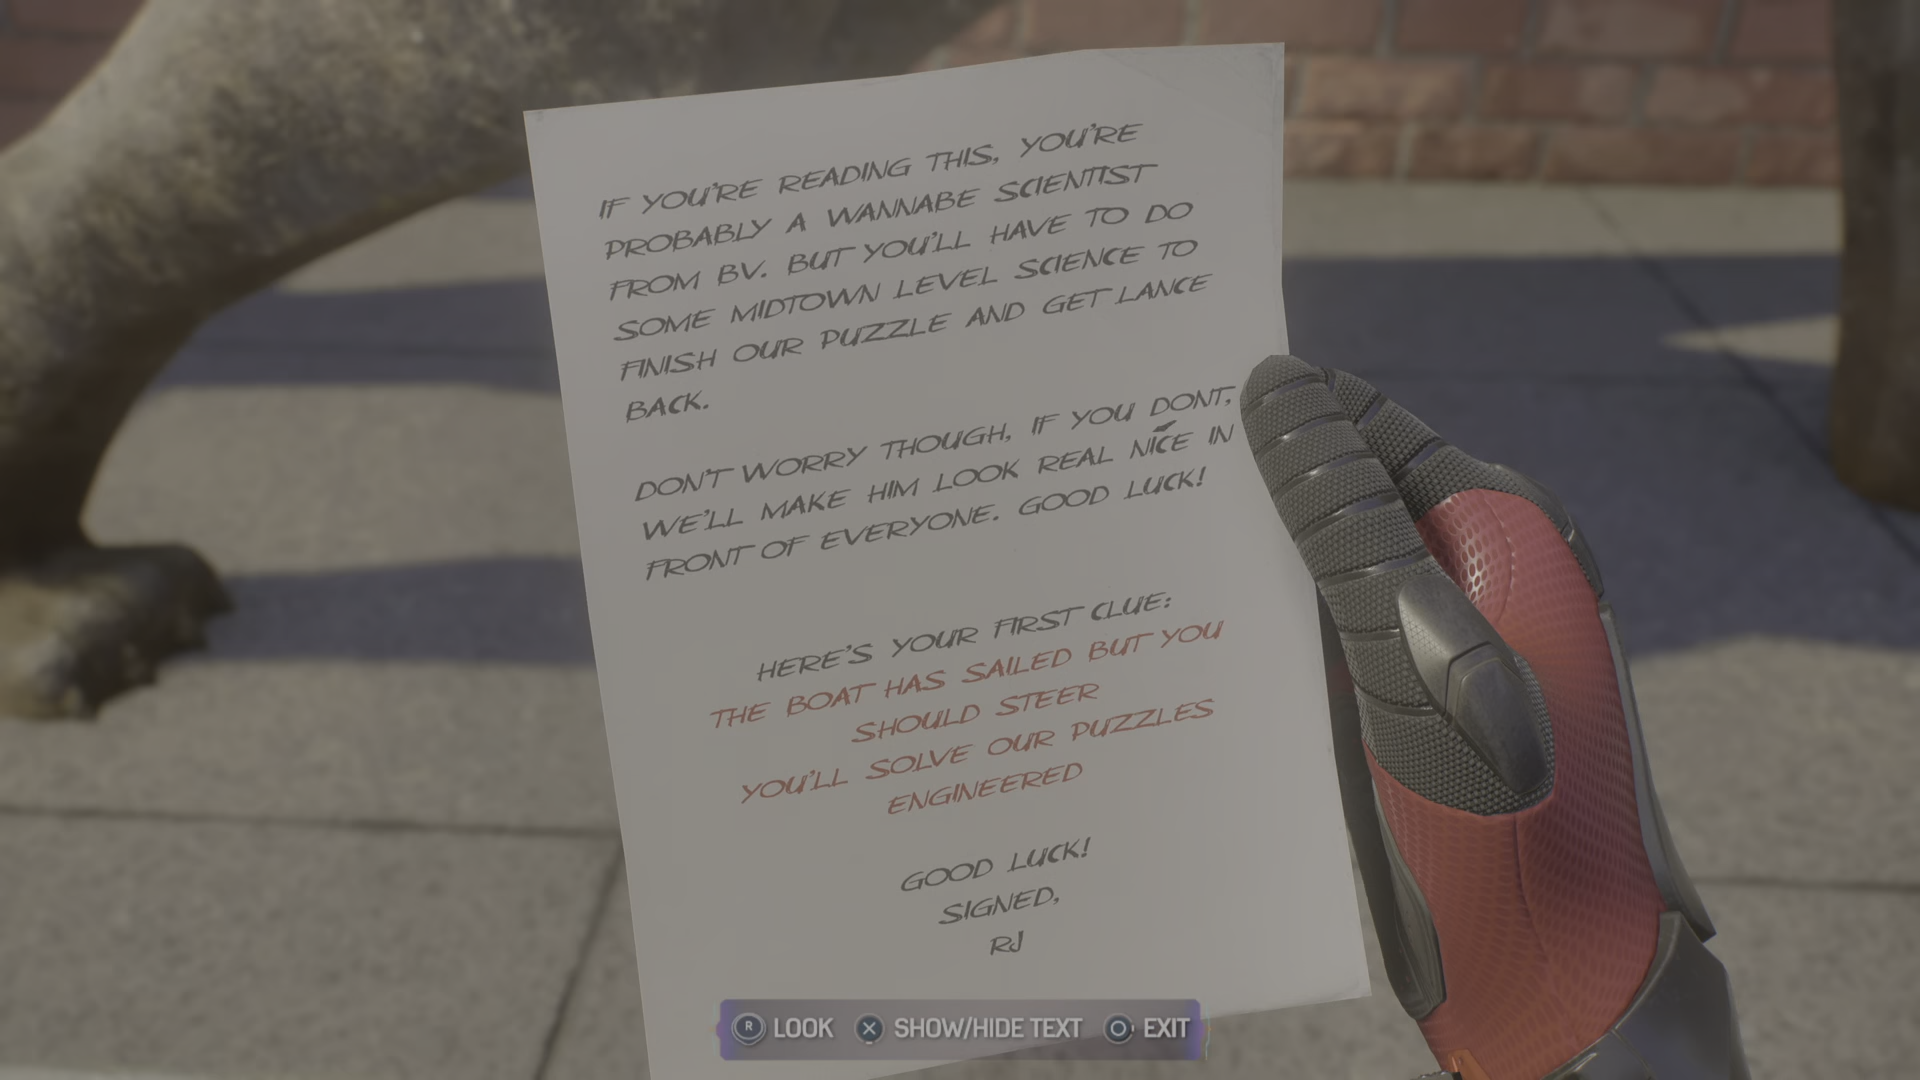 IF YOU'RE READING THIS, YOU'RE
PROBABLY A WANNABE SCIENTIST
FROM BV. BUT YOU'LL HAVE TO DO
SOME MIDTOWN LEVEL SCIENCE TO
FINISH OUR PUZZLE AND GET LANCE
BACK.
DON'T WORRY THOUGH, IF YOU DONT,
WE'LL MAKE HIM LOOK REAL NICE IN
FRONT OF EVERYONE. GOOD LUCK!
HERE'S YOUR FIRST CLUE:
THE BOAT HAS SAILED BUT YOU
SHOULD STEER
YOU'LL SOLVE OUR PUZZLES
ENGINEERED
GOOD LUCK!
SIGNED,
RJ
R LOOK X SHOW/HIDE TEXT O EXIT